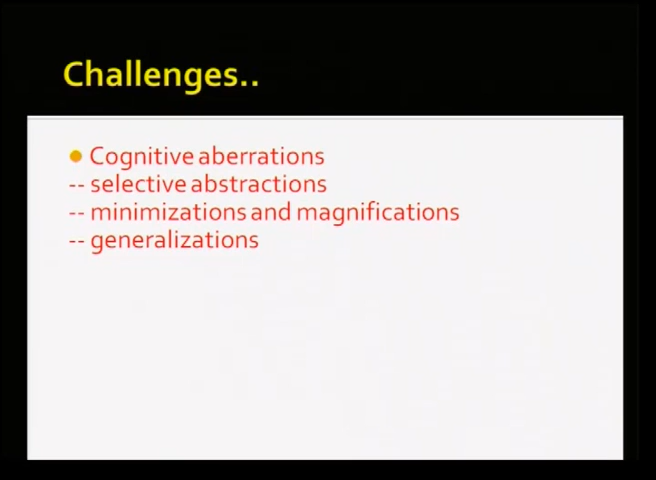 Challenges..
Cognitive aberrations
-- selective abstractions
-- minimizations and magnifications
-- generalizations